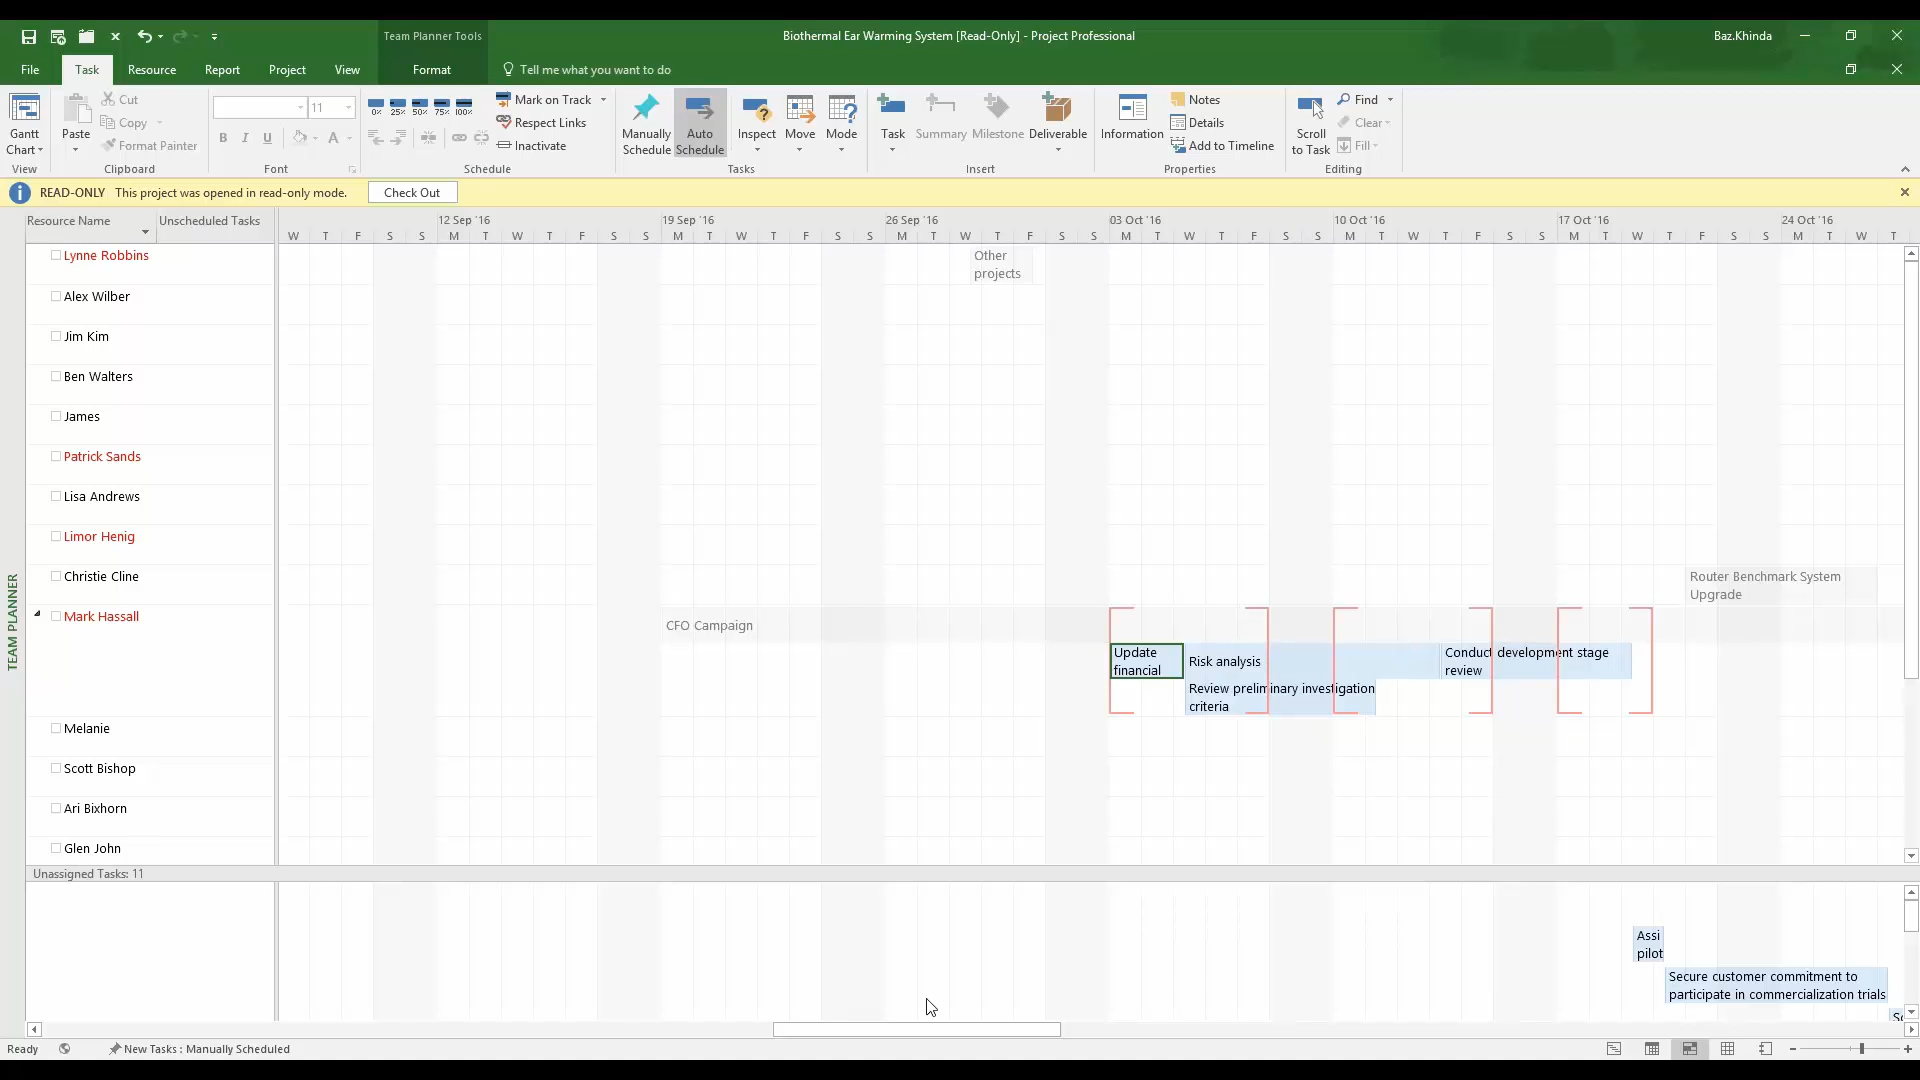 Team Planner Tools
Biothermal Ear Warming System [Read-Only] - Project Professional
Baz.Khinda
File
Task
Resource
Report
Project
View
Format
Tell me what you want to do
Gantt
Chart
View
Paste
Cut
Copy
Format Painter
Clipboard
11
B I U A
Font
0% 25% 50% 75% 100%
Mark on Track
Respect Links
Inactivate
Schedule
Manually
Schedule
Auto
Schedule
Inspect
Move
Mode
Tasks
Task
Summary
Milestone
Deliverable
Insert
Information
Notes
Details
Add to Timeline
Properties
Scroll
to Task
Find
Clear
Fill
Editing
READ-ONLY This project was opened in read-only mode.
Check Out
Resource Name
Unscheduled Tasks
12 Sep '16
19 Sep '16
26 Sep '16
03 Oct '16
10 Oct '16
17 Oct '16
24 Oct '16
W T F S S M T W T F S S M T W T F S S M T W T F S S M T W T F S S M T W T F S S M T W T F S S M T W T
TEAM PLANNER
Lynne Robbins
Other
projects
Alex Wilber
Jim Kim
Ben Walters
James
Patrick Sands
Lisa Andrews
Limor Henig
Christie Cline
Router Benchmark System
Upgrade
Mark Hassall
CFO Campaign
Update
financial
Risk analysis
Conduct development stage
review
Review preliminary investigation
criteria
Melanie
Scott Bishop
Ari Bixhorn
Glen John
Unassigned Tasks: 11
Assi
pilot
Secure customer commitment to
participate in commercialization trials
Ready
New Tasks : Manually Scheduled